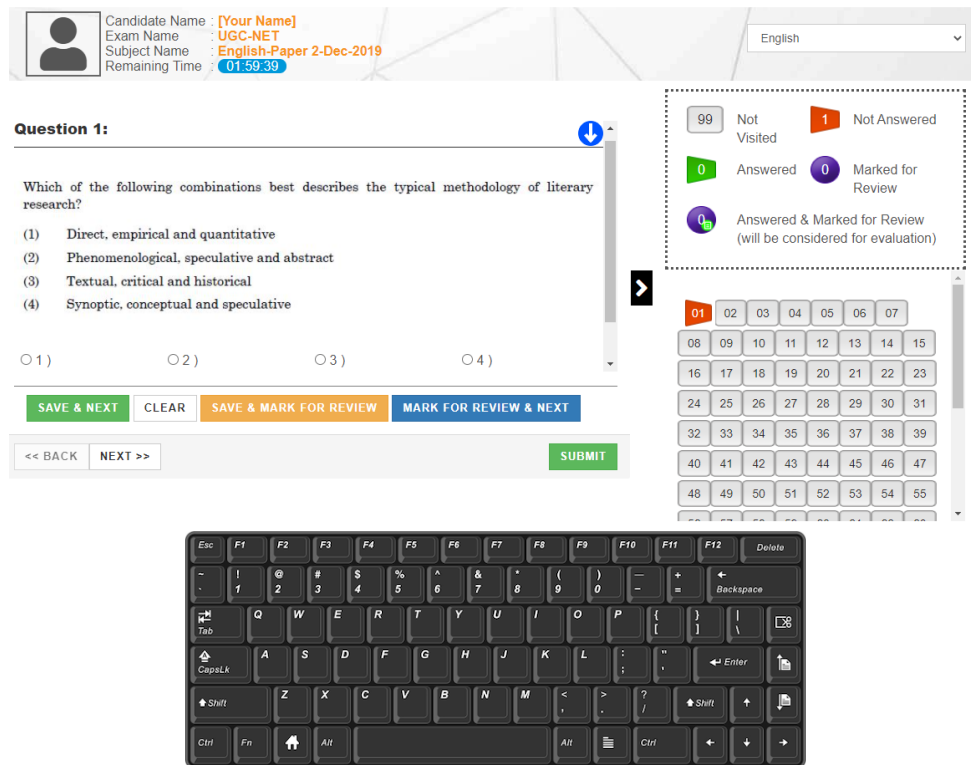 Candidate Name : [Your Name]
Exam Name : UGC-NET
Subject Name : English-Paper 2-Dec-2019
Remaining Time : 01:59:39
English
Question 1:
Which of the following combinations best describes the typical methodology of literary
research?
(1) Direct, empirical and quantitative
(2) Phenomenological, speculative and abstract
(3) Textual, critical and historical
(4) Synoptic, conceptual and speculative
1 ) 2 ) 3 ) 4 )
SAVE & NEXT CLEAR SAVE & MARK FOR REVIEW MARK FOR REVIEW & NEXT
<< BACK NEXT >> SUBMIT
99 Not Visited 1 Not Answered
0 Answered 0 Marked for Review
0 Answered & Marked for Review
(will be considered for evaluation)
01 02 03 04 05 06 07
08 09 10 11 12 13 14 15
16 17 18 19 20 21 22 23
24 25 26 27 28 29 30 31
32 33 34 35 36 37 38 39
40 41 42 43 44 45 46 47
48 49 50 51 52 53 54 55
Esc F1 F2 F3 F4 F5 F6 F7 F8 F9 F10 F11 F12 Delete
~ ` ! 1 @ 2 # 3 $ 4 % 5 ^ 6 & 7 * 8 ( 9 ) 0 — - + = Backspace
Tab Q W E R T Y U I O P { [ } ] | \
CapsLk A S D F G H J K L : ; " ' Enter
Shift Z X C V B N M < , > . ? / Shift
Ctrl Fn Alt Alt Ctrl